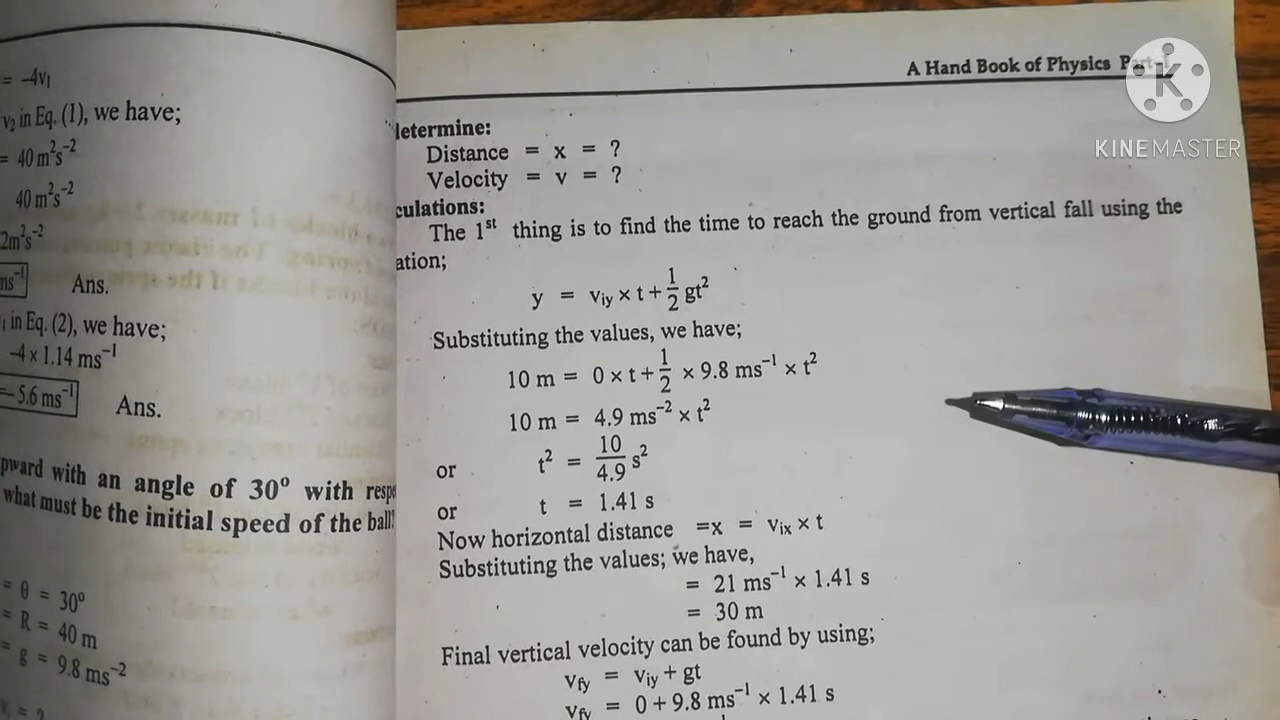 = -4v₁
v₂ in Eq. (1), we have;
= 40 m²s⁻²
40 m²s⁻²
2m²s⁻²
ms⁻¹ Ans.
in Eq. (2), we have;
-4 × 1.14 ms⁻¹
= - 5.6 ms⁻¹ Ans.
pward with an angle of 30° with respe
what must be the initial speed of the ball?
= θ = 30°
= R = 40 m
= g = 9.8 ms⁻²
= ?
A Hand Book of Physics Part-I
K
KINEMASTER
determine:
Distance = x = ?
Velocity = v = ?
culations:
The 1ˢᵗ thing is to find the time to reach the ground from vertical fall using the
ation;
y = viy × t + 1/2 gt²
Substituting the values, we have;
10 m = 0 × t + 1/2 × 9.8 ms⁻¹ × t²
10 m = 4.9 ms⁻² × t²
or t² = 10/4.9 s²
or t = 1.41 s
Now horizontal distance =x = vix × t
Substituting the values; we have,
= 21 ms⁻¹ × 1.41 s
= 30 m
Final vertical velocity can be found by using;
vfy = viy + gt
vfy = 0 + 9.8 ms⁻¹ × 1.41 s